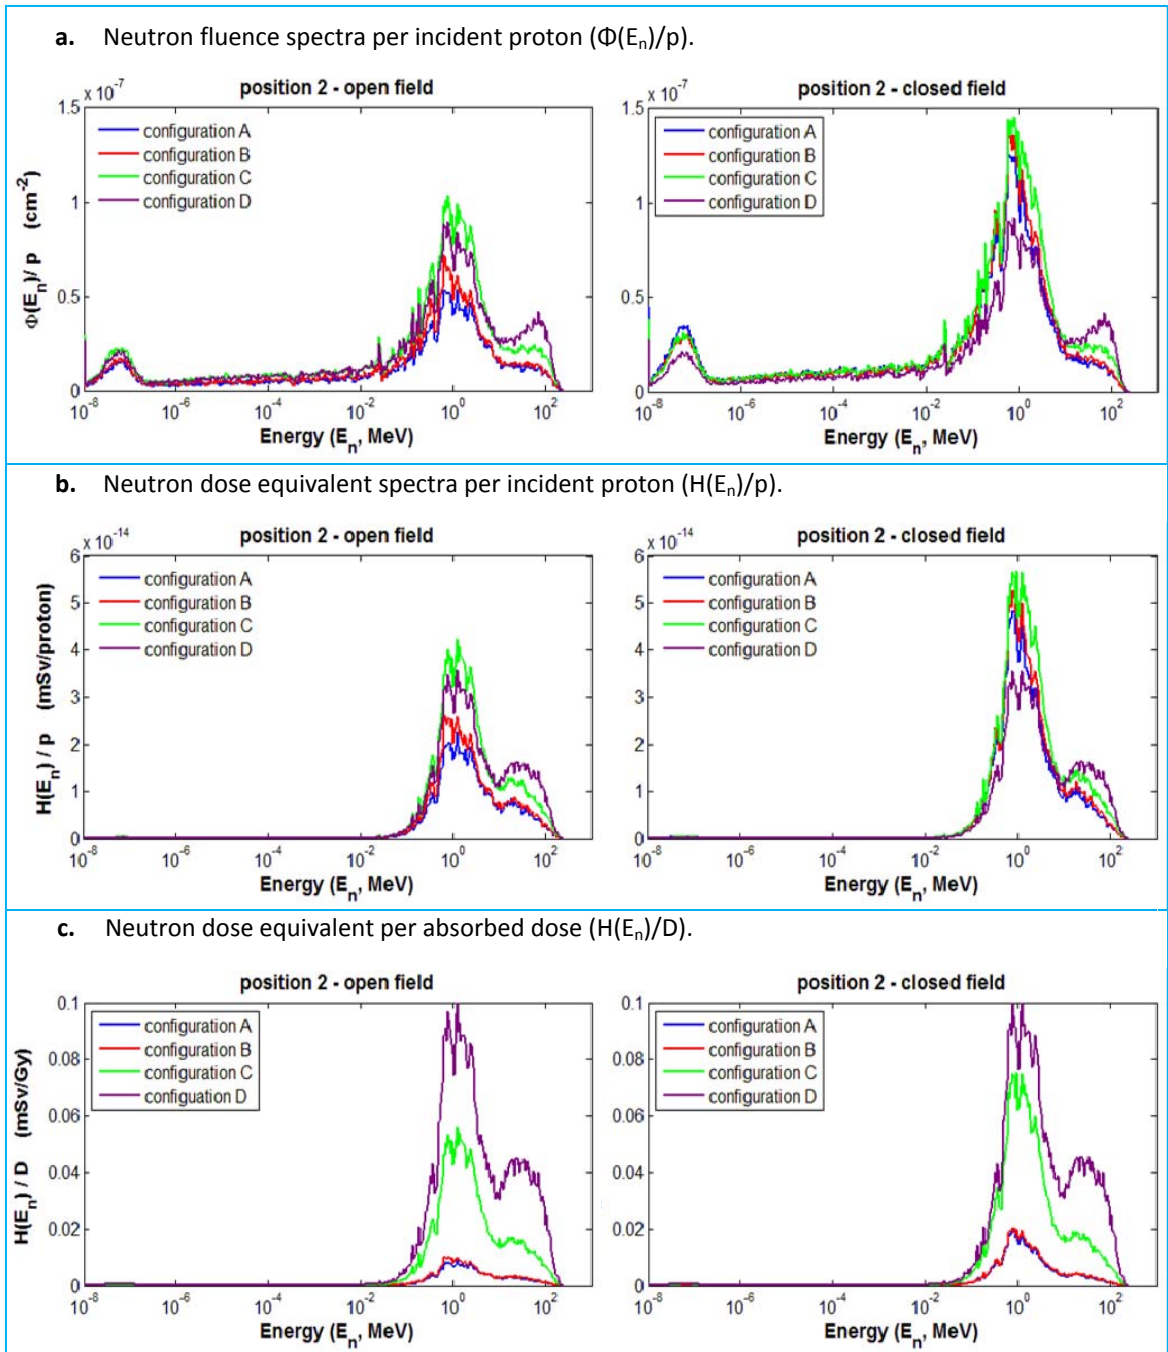 a. Neutron fluence spectra per incident proton (Φ(Eₙ)/p).
x 10⁻⁷
position 2 - open field
1.5
1
0.5
0
configuration A
configuration B
configuration C
configuration D
Φ(Eₙ)/ p (cm⁻²)
10⁻⁸ 10⁻⁶ 10⁻⁴ 10⁻² 10⁰ 10²
Energy (Eₙ, MeV)
x 10⁻⁷
position 2 - closed field
1.5
1
0.5
0
configuration A
configuration B
configuration C
configuration D
10⁻⁸ 10⁻⁶ 10⁻⁴ 10⁻² 10⁰ 10²
Energy (Eₙ, MeV)
b. Neutron dose equivalent spectra per incident proton (H(Eₙ)/p).
x 10⁻¹⁴
position 2 - open field
6
5
4
3
2
1
0
configuration A
configuration B
configuration C
configuration D
H(Eₙ) / p (mSv/proton)
10⁻⁸ 10⁻⁶ 10⁻⁴ 10⁻² 10⁰ 10²
Energy (Eₙ, MeV)
x 10⁻¹⁴
position 2 - closed field
6
5
4
3
2
1
0
configuration A
configuration B
configuration C
configuration D
10⁻⁸ 10⁻⁶ 10⁻⁴ 10⁻² 10⁰ 10²
Energy (Eₙ, MeV)
c. Neutron dose equivalent per absorbed dose (H(Eₙ)/D).
position 2 - open field
0.1
0.08
0.06
0.04
0.02
0
configuration A
configuration B
configuration C
configuation D
H(Eₙ) / D (mSv/Gy)
10⁻⁸ 10⁻⁶ 10⁻⁴ 10⁻² 10⁰ 10²
Energy (Eₙ, MeV)
position 2 - closed field
0.1
0.08
0.06
0.04
0.02
0
configuration A
configuration B
configuration C
configuration D
10⁻⁸ 10⁻⁶ 10⁻⁴ 10⁻² 10⁰ 10²
Energy (Eₙ, MeV)